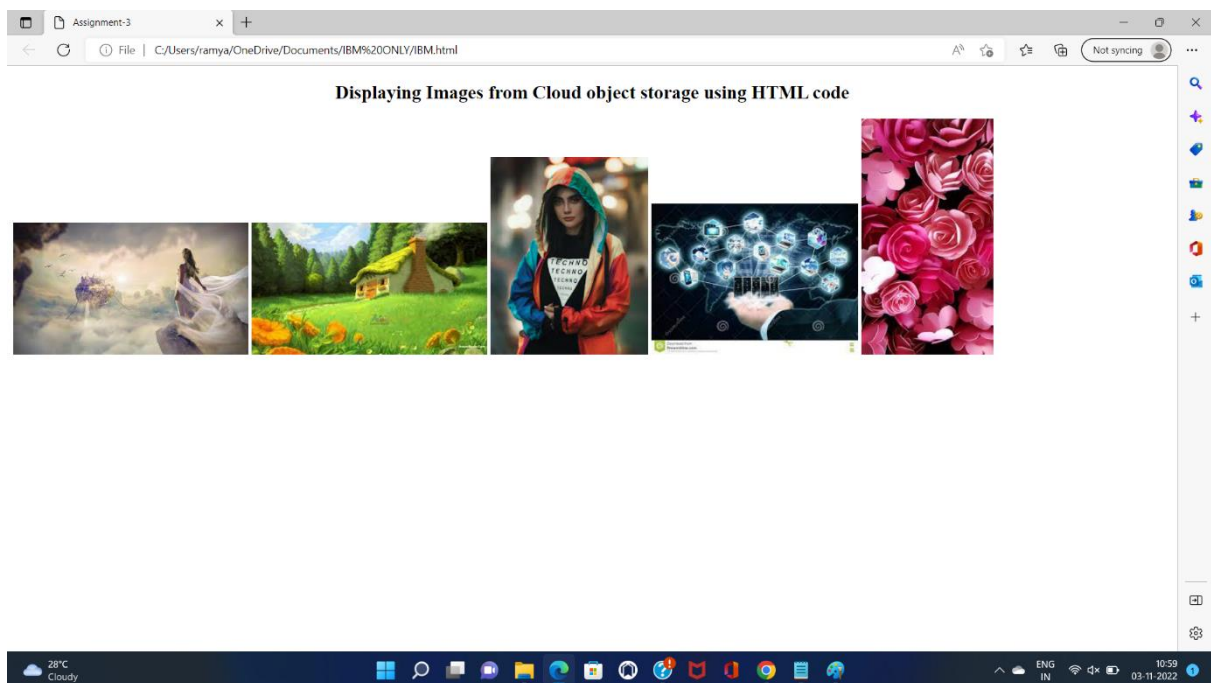 Assignment-3
File | C:/Users/ramya/OneDrive/Documents/IBM%20ONLY/IBM.html
Not syncing
Displaying Images from Cloud object storage using HTML code
TECHNO
TECHNO
TECHNO
28°C
Cloudy
ENG
IN
10:59
03-11-2022
1